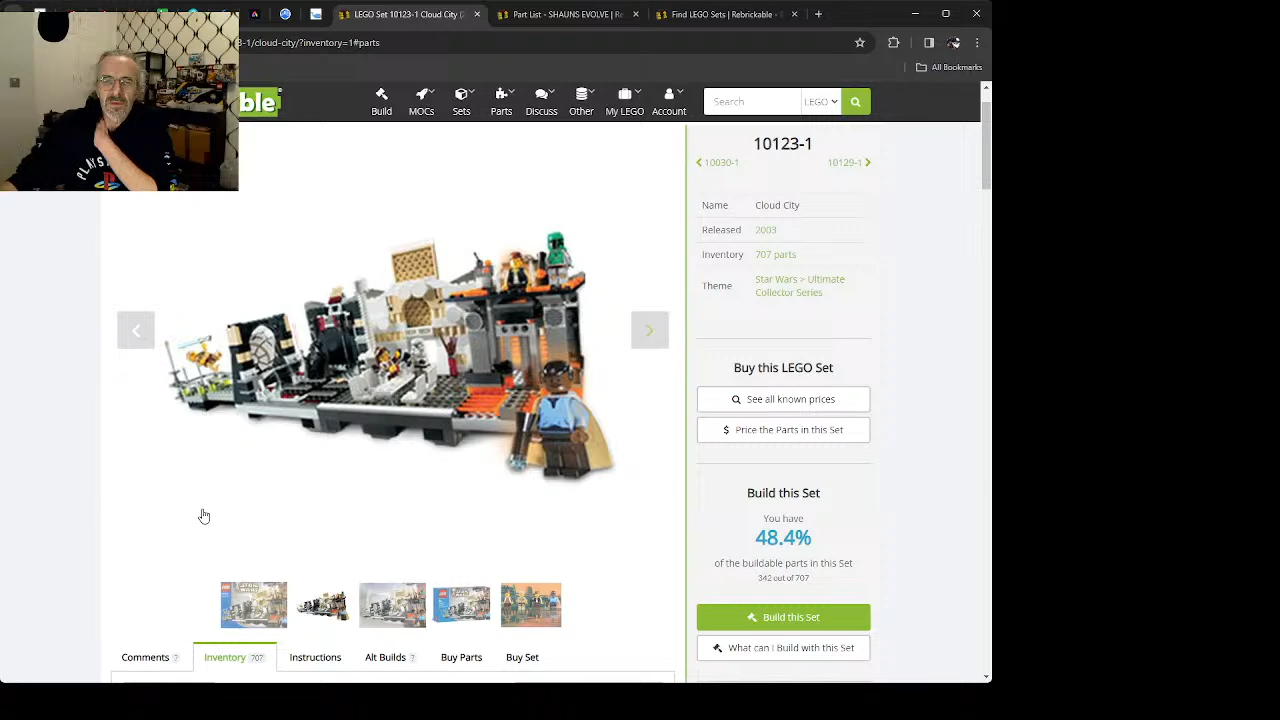 LEGO Set 10123-1 Cloud City
Part List - SHAUNS EVOLVE | Re
Find LEGO Sets | Rebrickable -
3-1/cloud-city/?inventory=1#parts
All Bookmarks
ble
Build
MOCs
Sets
Parts
Discuss
Other
My LEGO
Account
Search
LEGO
PLAYS
10123-1
10030-1
10129-1
Name Cloud City
Released 2003
Inventory 707 parts
Theme Star Wars > Ultimate
Collector Series
Buy this LEGO Set
See all known prices
$ Price the Parts in this Set
Build this Set
You have
48.4%
of the buildable parts in this Set
342 out of 707
Build this Set
What can I Build with this Set
Comments ?
Inventory 707
Instructions
Alt Builds ?
Buy Parts
Buy Set